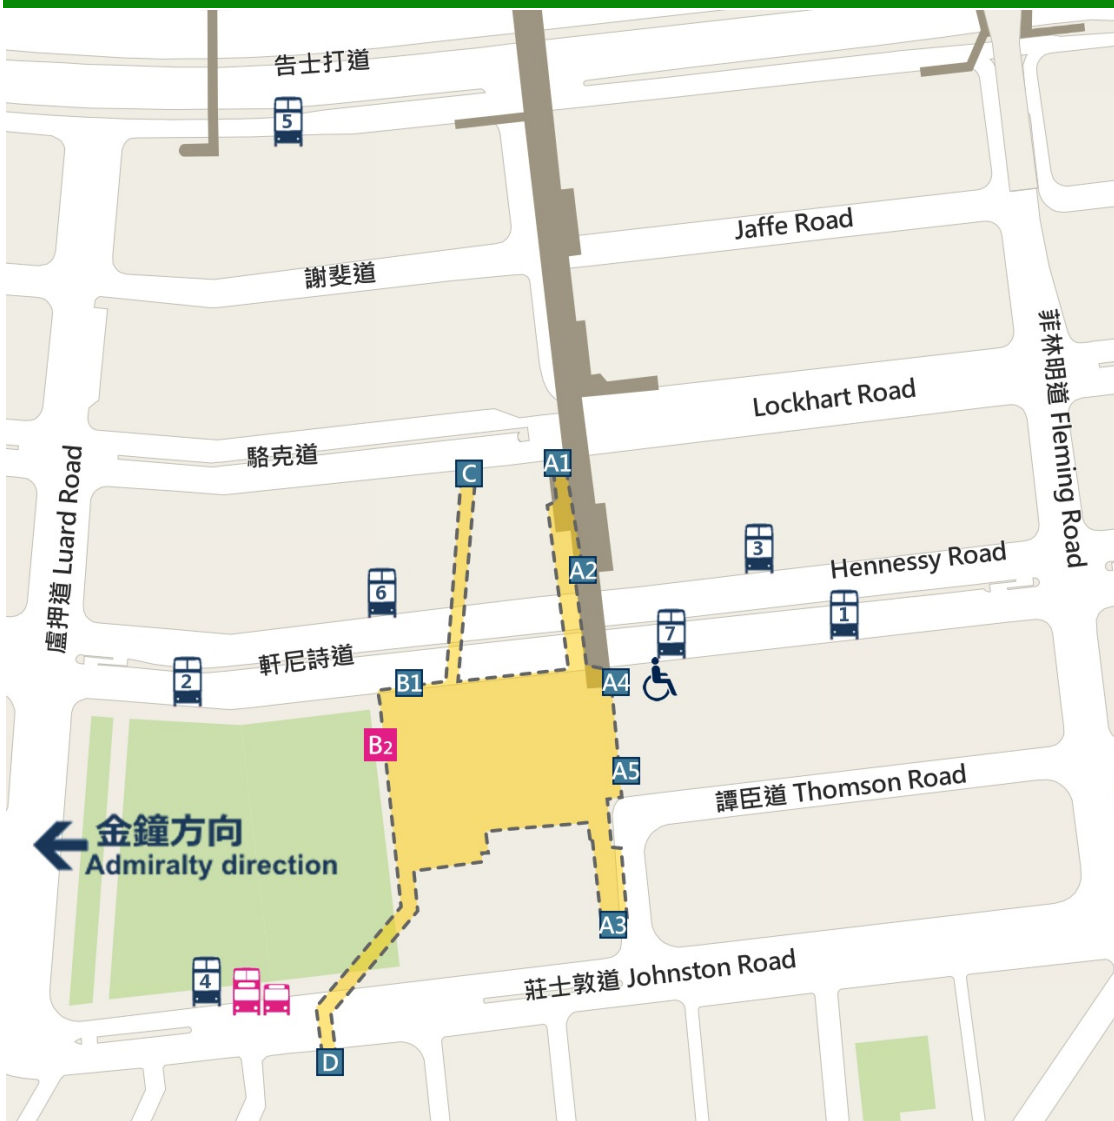 告士打道
5
Jaffe Road
謝斐道
菲林明道 Fleming Road
Lockhart Road
駱克道
盧押道 Luard Road
C
A1
A2
3
Hennessy Road
6
1
7
軒尼詩道
2
B1
A4
B2
A5
譚臣道 Thomson Road
金鐘方向
Admiralty direction
A3
莊士敦道 Johnston Road
4
D